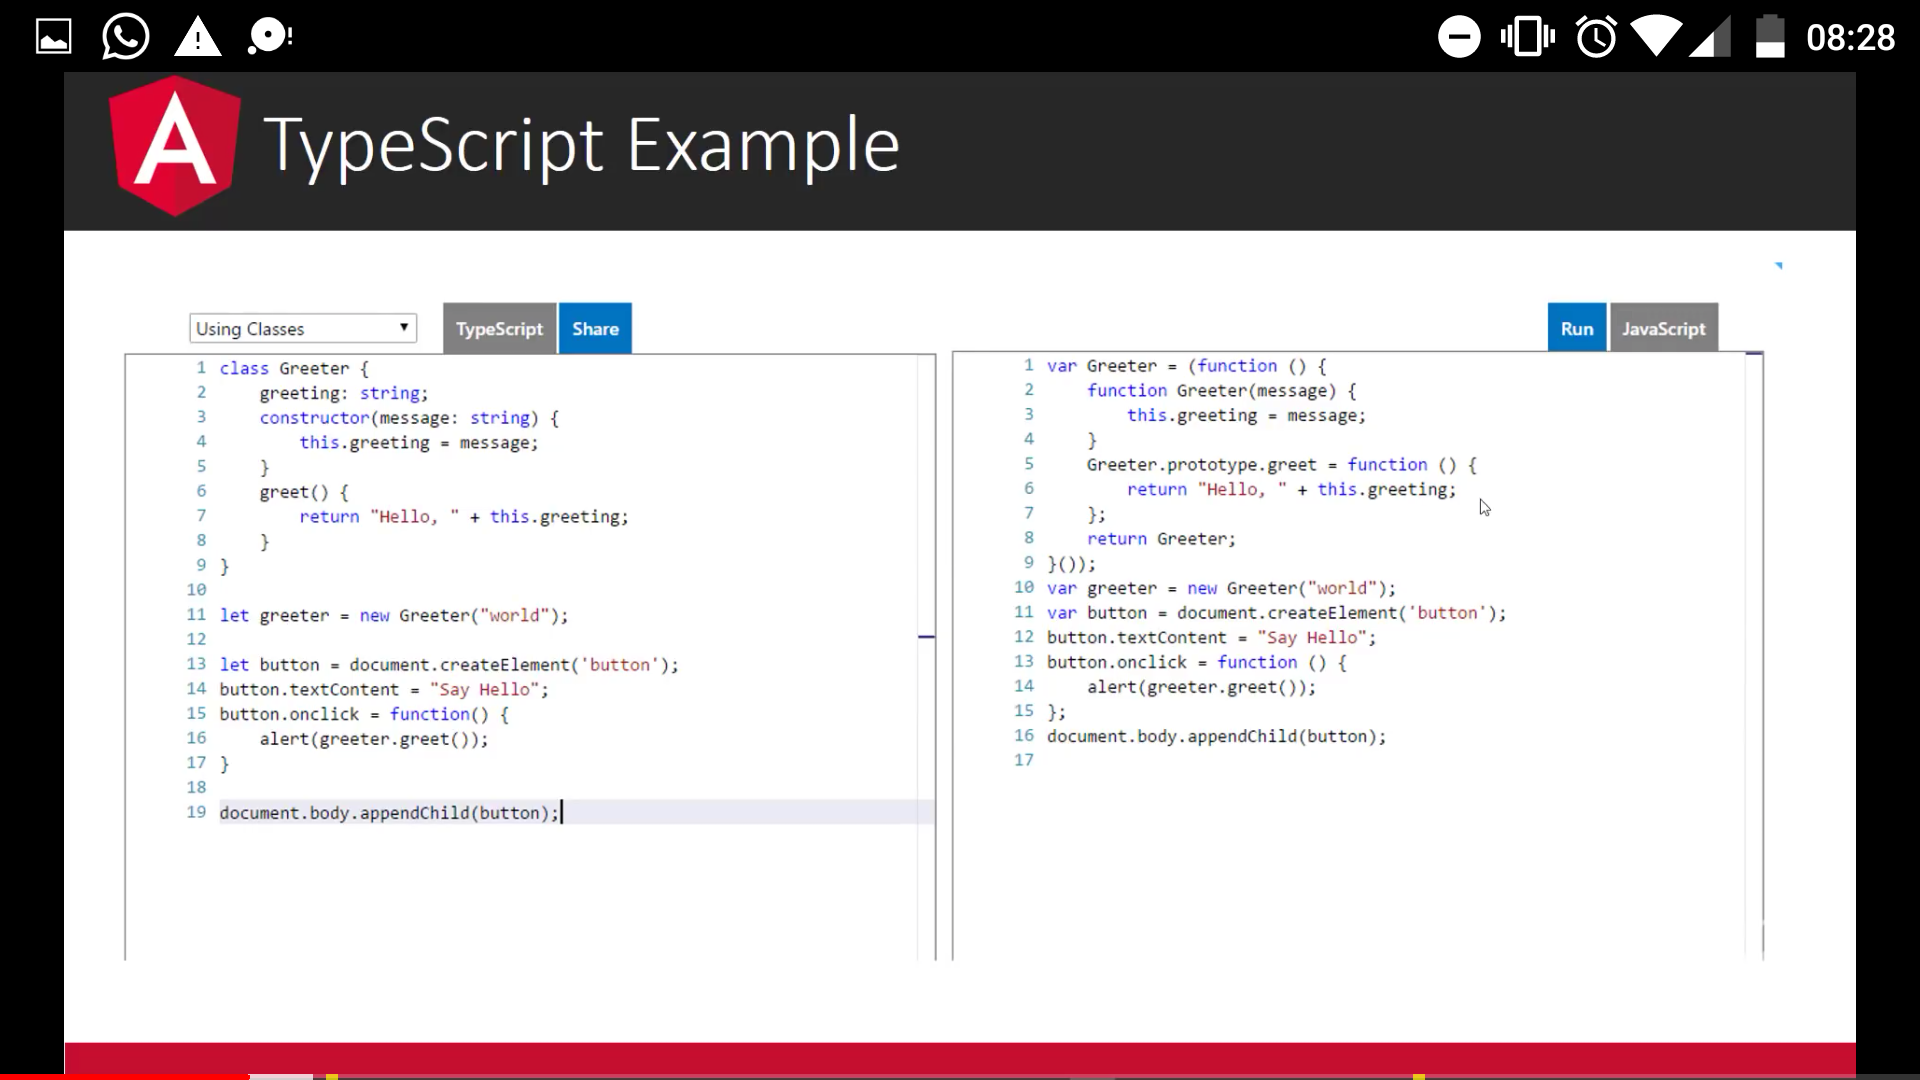 08:28
A TypeScript Example
Using Classes
TypeScript
Share
1 class Greeter {
2     greeting: string;
3     constructor(message: string) {
4         this.greeting = message;
5     }
6     greet() {
7         return "Hello, " + this.greeting;
8     }
9 }
10
11 let greeter = new Greeter("world");
12
13 let button = document.createElement('button');
14 button.textContent = "Say Hello";
15 button.onclick = function() {
16     alert(greeter.greet());
17 }
18
19 document.body.appendChild(button);
Run
JavaScript
1 var Greeter = (function () {
2     function Greeter(message) {
3         this.greeting = message;
4     }
5     Greeter.prototype.greet = function () {
6         return "Hello, " + this.greeting;
7     };
8     return Greeter;
9 }());
10 var greeter = new Greeter("world");
11 var button = document.createElement('button');
12 button.textContent = "Say Hello";
13 button.onclick = function () {
14     alert(greeter.greet());
15 };
16 document.body.appendChild(button);
17